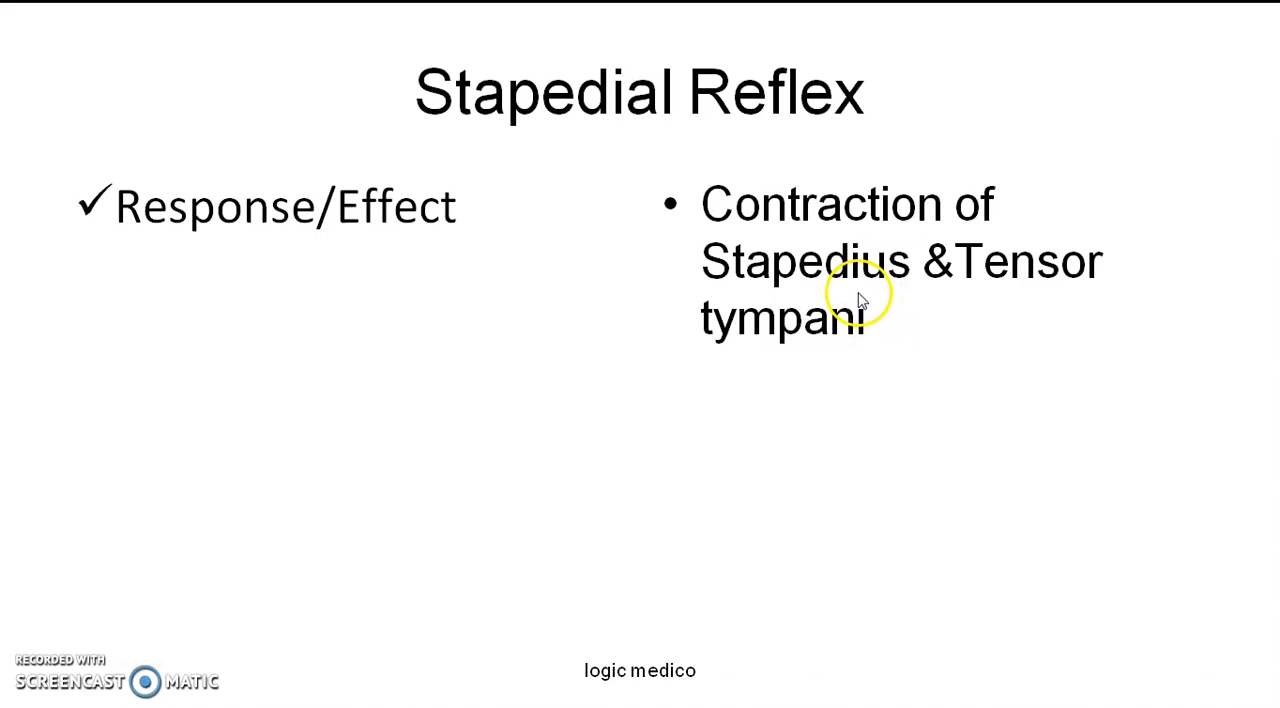 Stapedial Reflex
✓Response/Effect
• Contraction of
Stapedius &Tensor
tympani
RECORDED WITH
SCREENCAST MATIC
logic medico